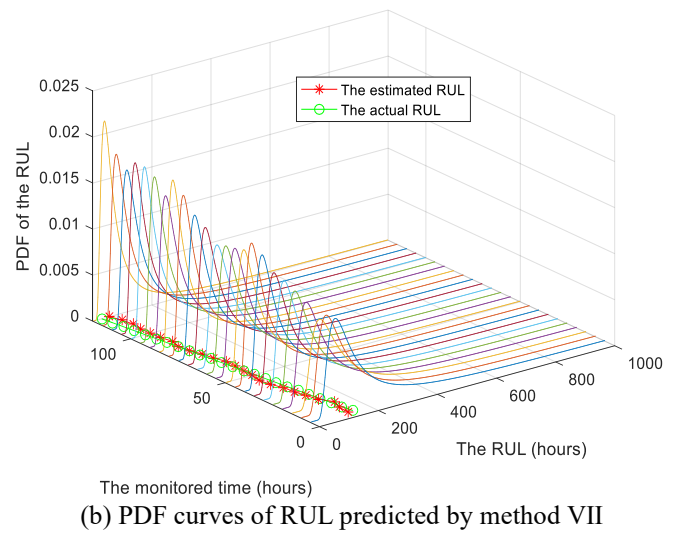 0.025
0.02
0.015
0.01
0.005
0
PDF of the RUL
The estimated RUL
The actual RUL
100
50
0
0
200
400
600
800
1000
The RUL (hours)
The monitored time (hours)
(b) PDF curves of RUL predicted by method VII